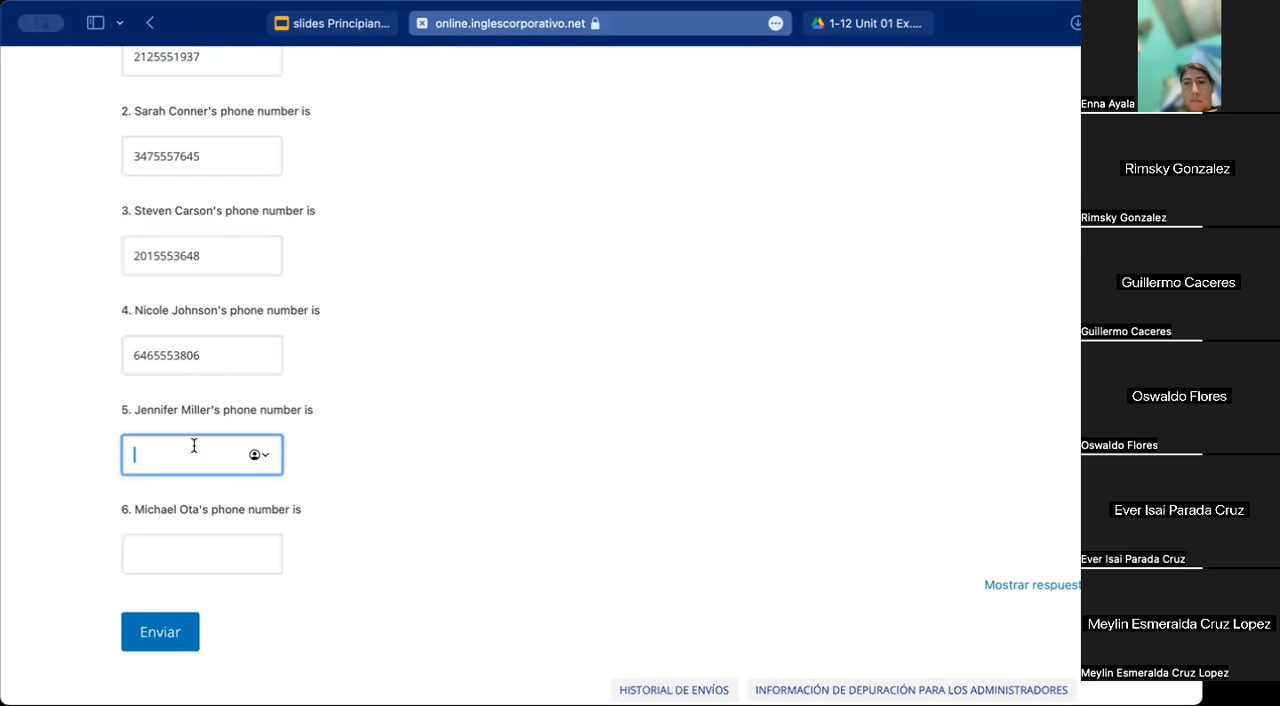 slides Principian...
online.inglescorporativo.net
1-12 Unit 01 Ex....
2125551937
2. Sarah Conner's phone number is
3475557645
3. Steven Carson's phone number is
2015553648
4. Nicole Johnson's phone number is
6465553806
5. Jennifer Miller's phone number is
6. Michael Ota's phone number is
Mostrar respuest
Enviar
HISTORIAL DE ENVÍOS
INFORMACIÓN DE DEPURACIÓN PARA LOS ADMINISTRADORES
Enna Ayala
Rimsky Gonzalez
Rimsky Gonzalez
Guillermo Caceres
Guillermo Caceres
Oswaldo Flores
Oswaldo Flores
Ever Isai Parada Cruz
Ever Isai Parada Cruz
Meylin Esmeralda Cruz Lopez
Meylin Esmeralda Cruz Lopez